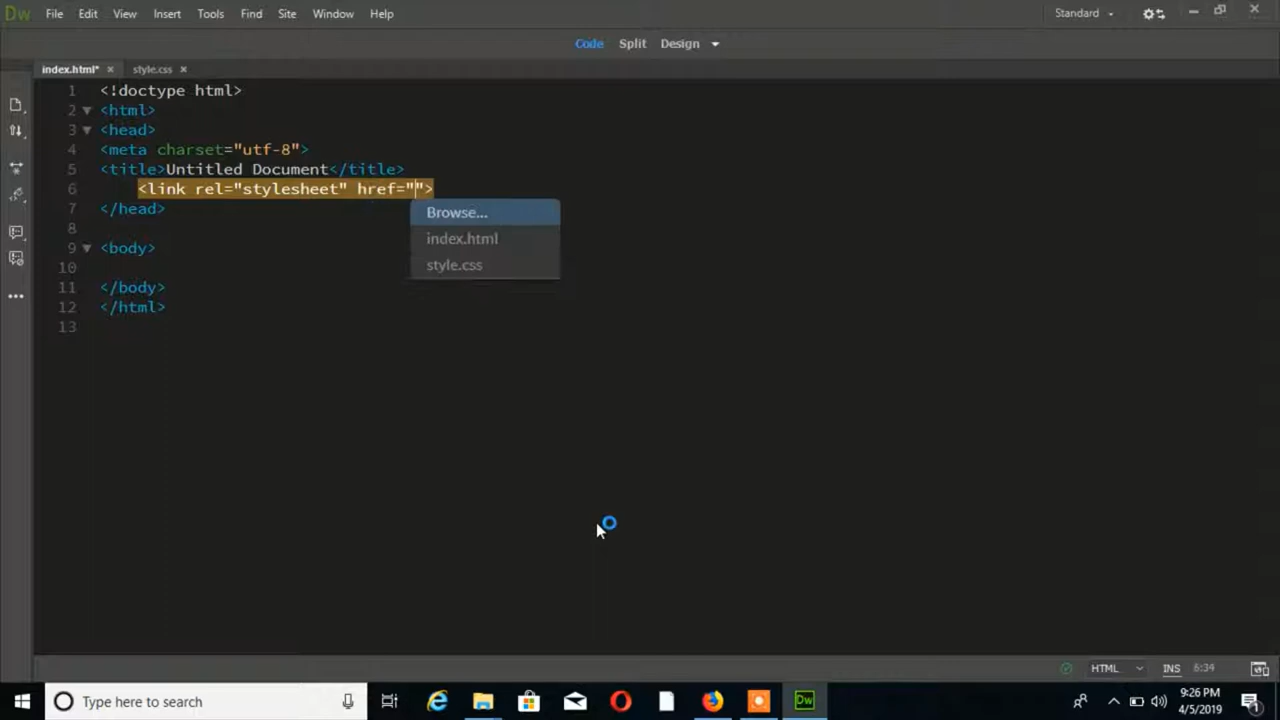 Dw File Edit View Insert Tools Find Site Window Help Standard
Code Split Design
index.html* × style.css ×
1 <!doctype html>
2 <html>
3 <head>
4 <meta charset="utf-8">
5 <title>Untitled Document</title>
6 <link rel="stylesheet" href="">
7 </head>
Browse...
8
index.html
9 <body>
style.css
10
11 </body>
12 </html>
13
HTML INS 6:34
Type here to search
Dw
9:26 PM
4/5/2019
1